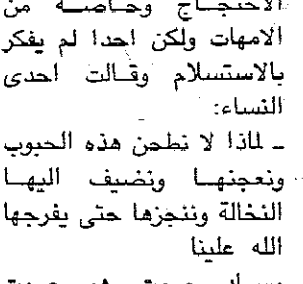 الاحتجاج وخاصة من
الامهات ولكن احدا لم يفكر
بالاستسلام وقالت احدى
النساء:
ـ لماذا لا نطحن هذه الحبوب
ونعجنها ونضيف اليها
النخالة وننجزها حتى يفرجها
الله علينا